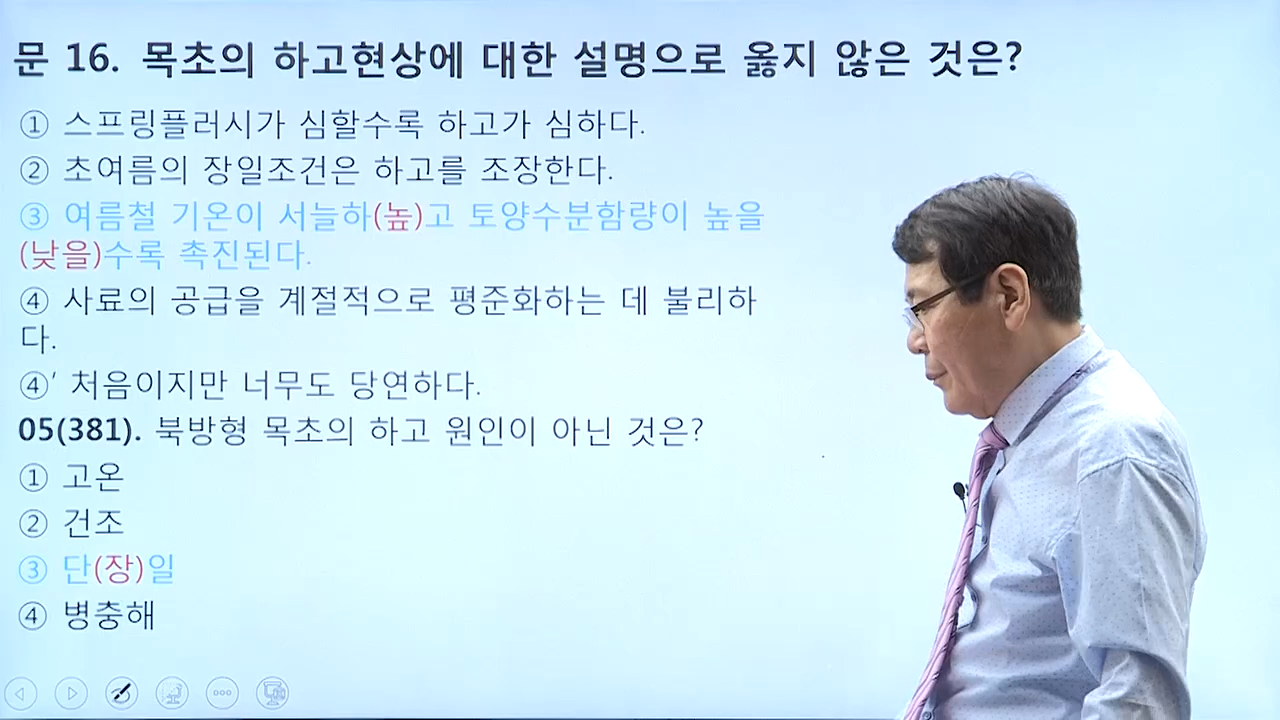 문 16. 목초의 하고현상에 대한 설명으로 옳지 않은 것은?
① 스프링플러시가 심할수록 하고가 심하다.
② 초여름의 장일조건은 하고를 조장한다.
③ 여름철 기온이 서늘하(높)고 토양수분함량이 높을
(낮을)수록 촉진된다.
④ 사료의 공급을 계절적으로 평준화하는 데 불리하
다.
④′ 처음이지만 너무도 당연하다.
05(381). 북방형 목초의 하고 원인이 아닌 것은?
① 고온
② 건조
③ 단(장)일
④ 병충해